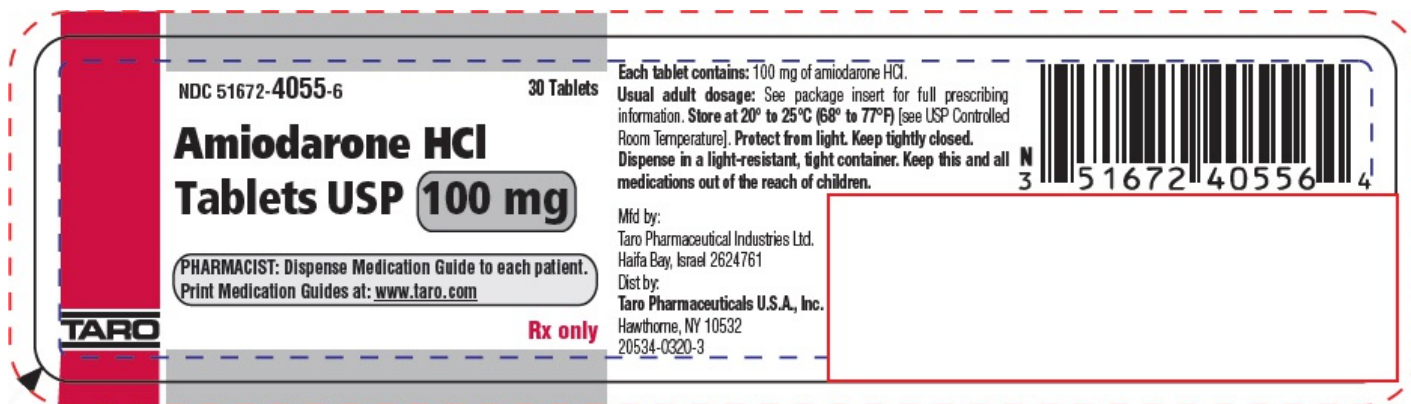 NDC 51672-4055-6
30 Tablets
Amiodarone HCl
Tablets USP 100 mg
PHARMACIST: Dispense Medication Guide to each patient.
Print Medication Guides at: www.taro.com
TARO
Rx only
Each tablet contains: 100 mg of amiodarone HCl.
Usual adult dosage: See package insert for full prescribing
information. Store at 20° to 25°C (68° to 77°F) [see USP Controlled
Room Temperature]. Protect from light. Keep tightly closed.
Dispense in a light-resistant, tight container. Keep this and all
medications out of the reach of children.
Mfd by:
Taro Pharmaceutical Industries Ltd.
Haifa Bay, Israel 2624761
Dist by:
Taro Pharmaceuticals U.S.A., Inc.
Hawthorne, NY 10532
20534-0320-3
N
3 51672 40556 4